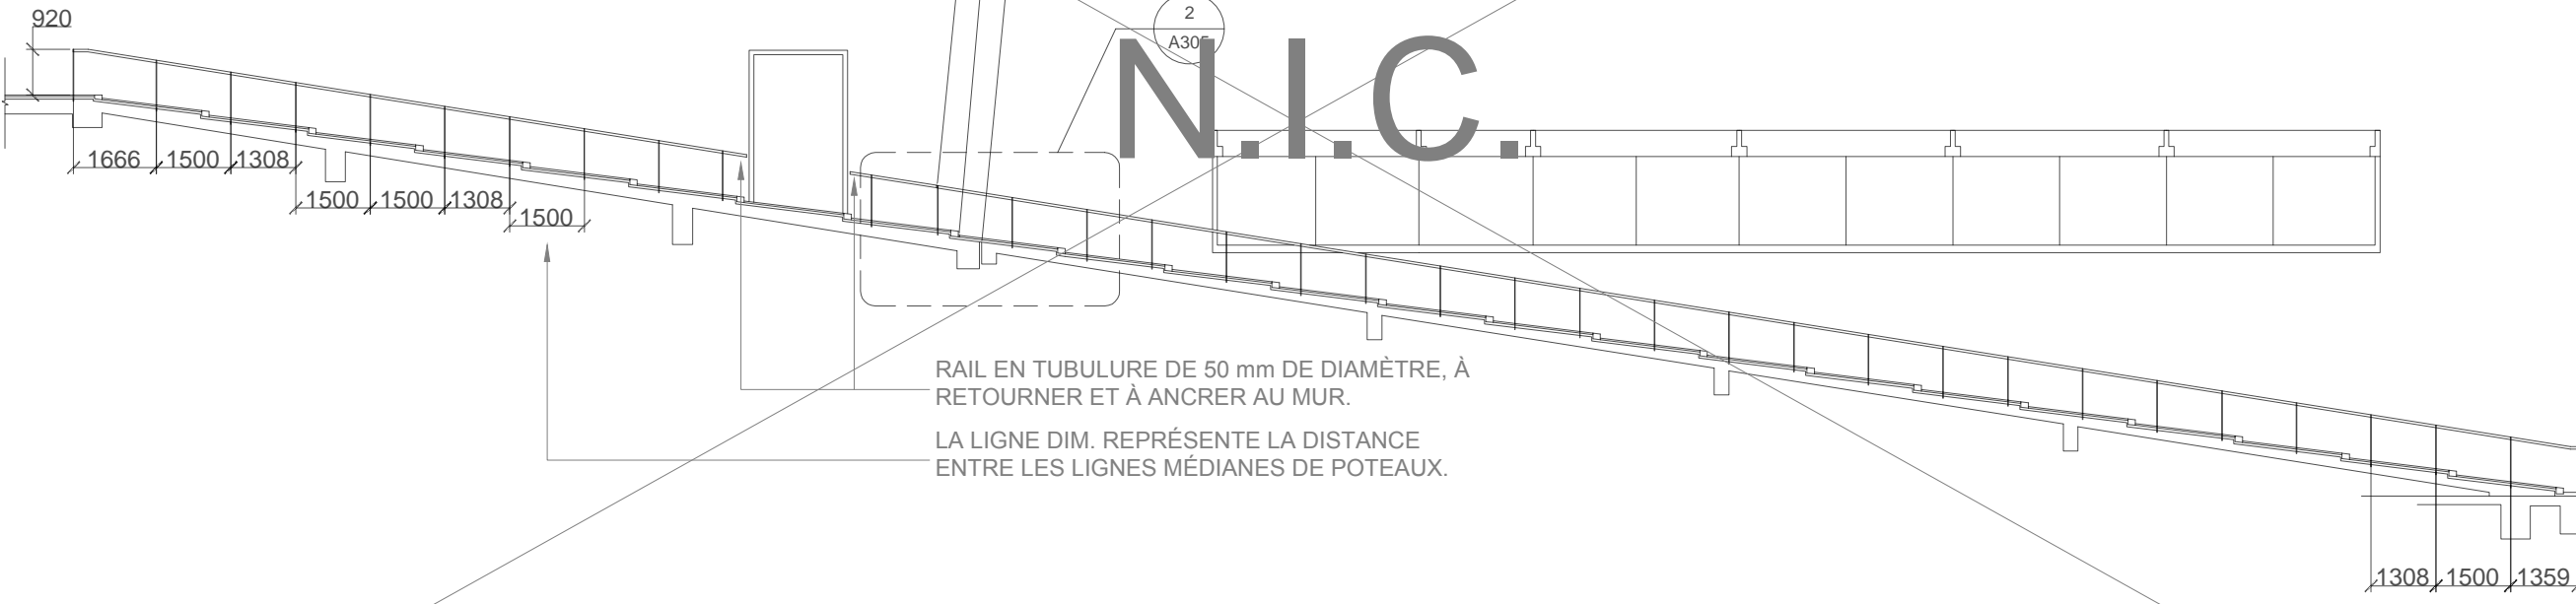 920
2
A305
N.I.C.
1666 1500 1308
1500 1500 1308
1500
RAIL EN TUBULURE DE 50 mm DE DIAMÈTRE, À
RETOURNER ET À ANCRER AU MUR.
LA LIGNE DIM. REPRÉSENTE LA DISTANCE
ENTRE LES LIGNES MÉDIANES DE POTEAUX.
1308 1500 1359